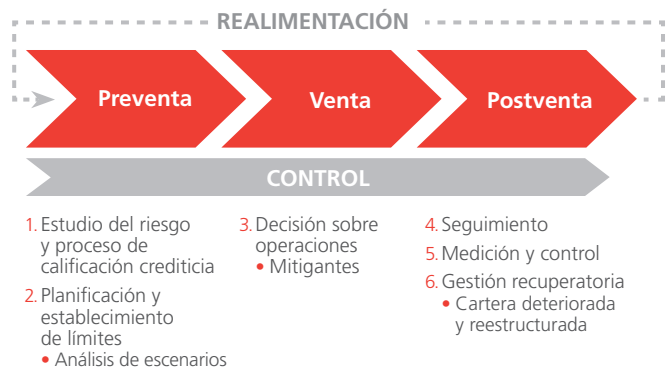 REALIMENTACIÓN
Preventa
Venta
Postventa
CONTROL
1. Estudio del riesgo
y proceso de
calificación crediticia
2. Planificación y
establecimiento
de límites
• Análisis de escenarios
3. Decisión sobre
operaciones
• Mitigantes
4. Seguimiento
5. Medición y control
6. Gestión recuperatoria
• Cartera deteriorada
y reestructurada